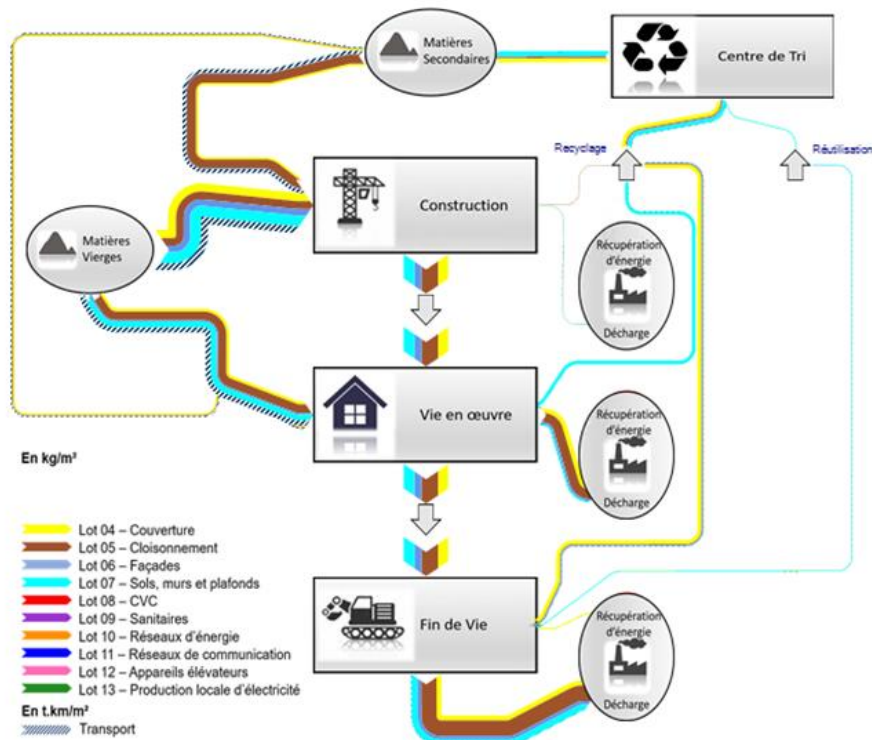 Matières
Secondaires
Centre de Tri
Recyclage
Réutilisation
Construction
Matières
Vierges
Récupération
d'énergie
Décharge
Vie en œuvre
Récupération
d'énergie
Décharge
En kg/m²
Lot 04 – Couverture
Lot 05 – Cloisonnement
Lot 06 – Façades
Lot 07 – Sols, murs et plafonds
Lot 08 – CVC
Lot 09 – Sanitaires
Lot 10 – Réseaux d'énergie
Lot 11 – Réseaux de communication
Lot 12 – Appareils élévateurs
Lot 13 – Production locale d'électricité
En t.km/m²
Transport
Fin de Vie
Récupération
d'énergie
Décharge